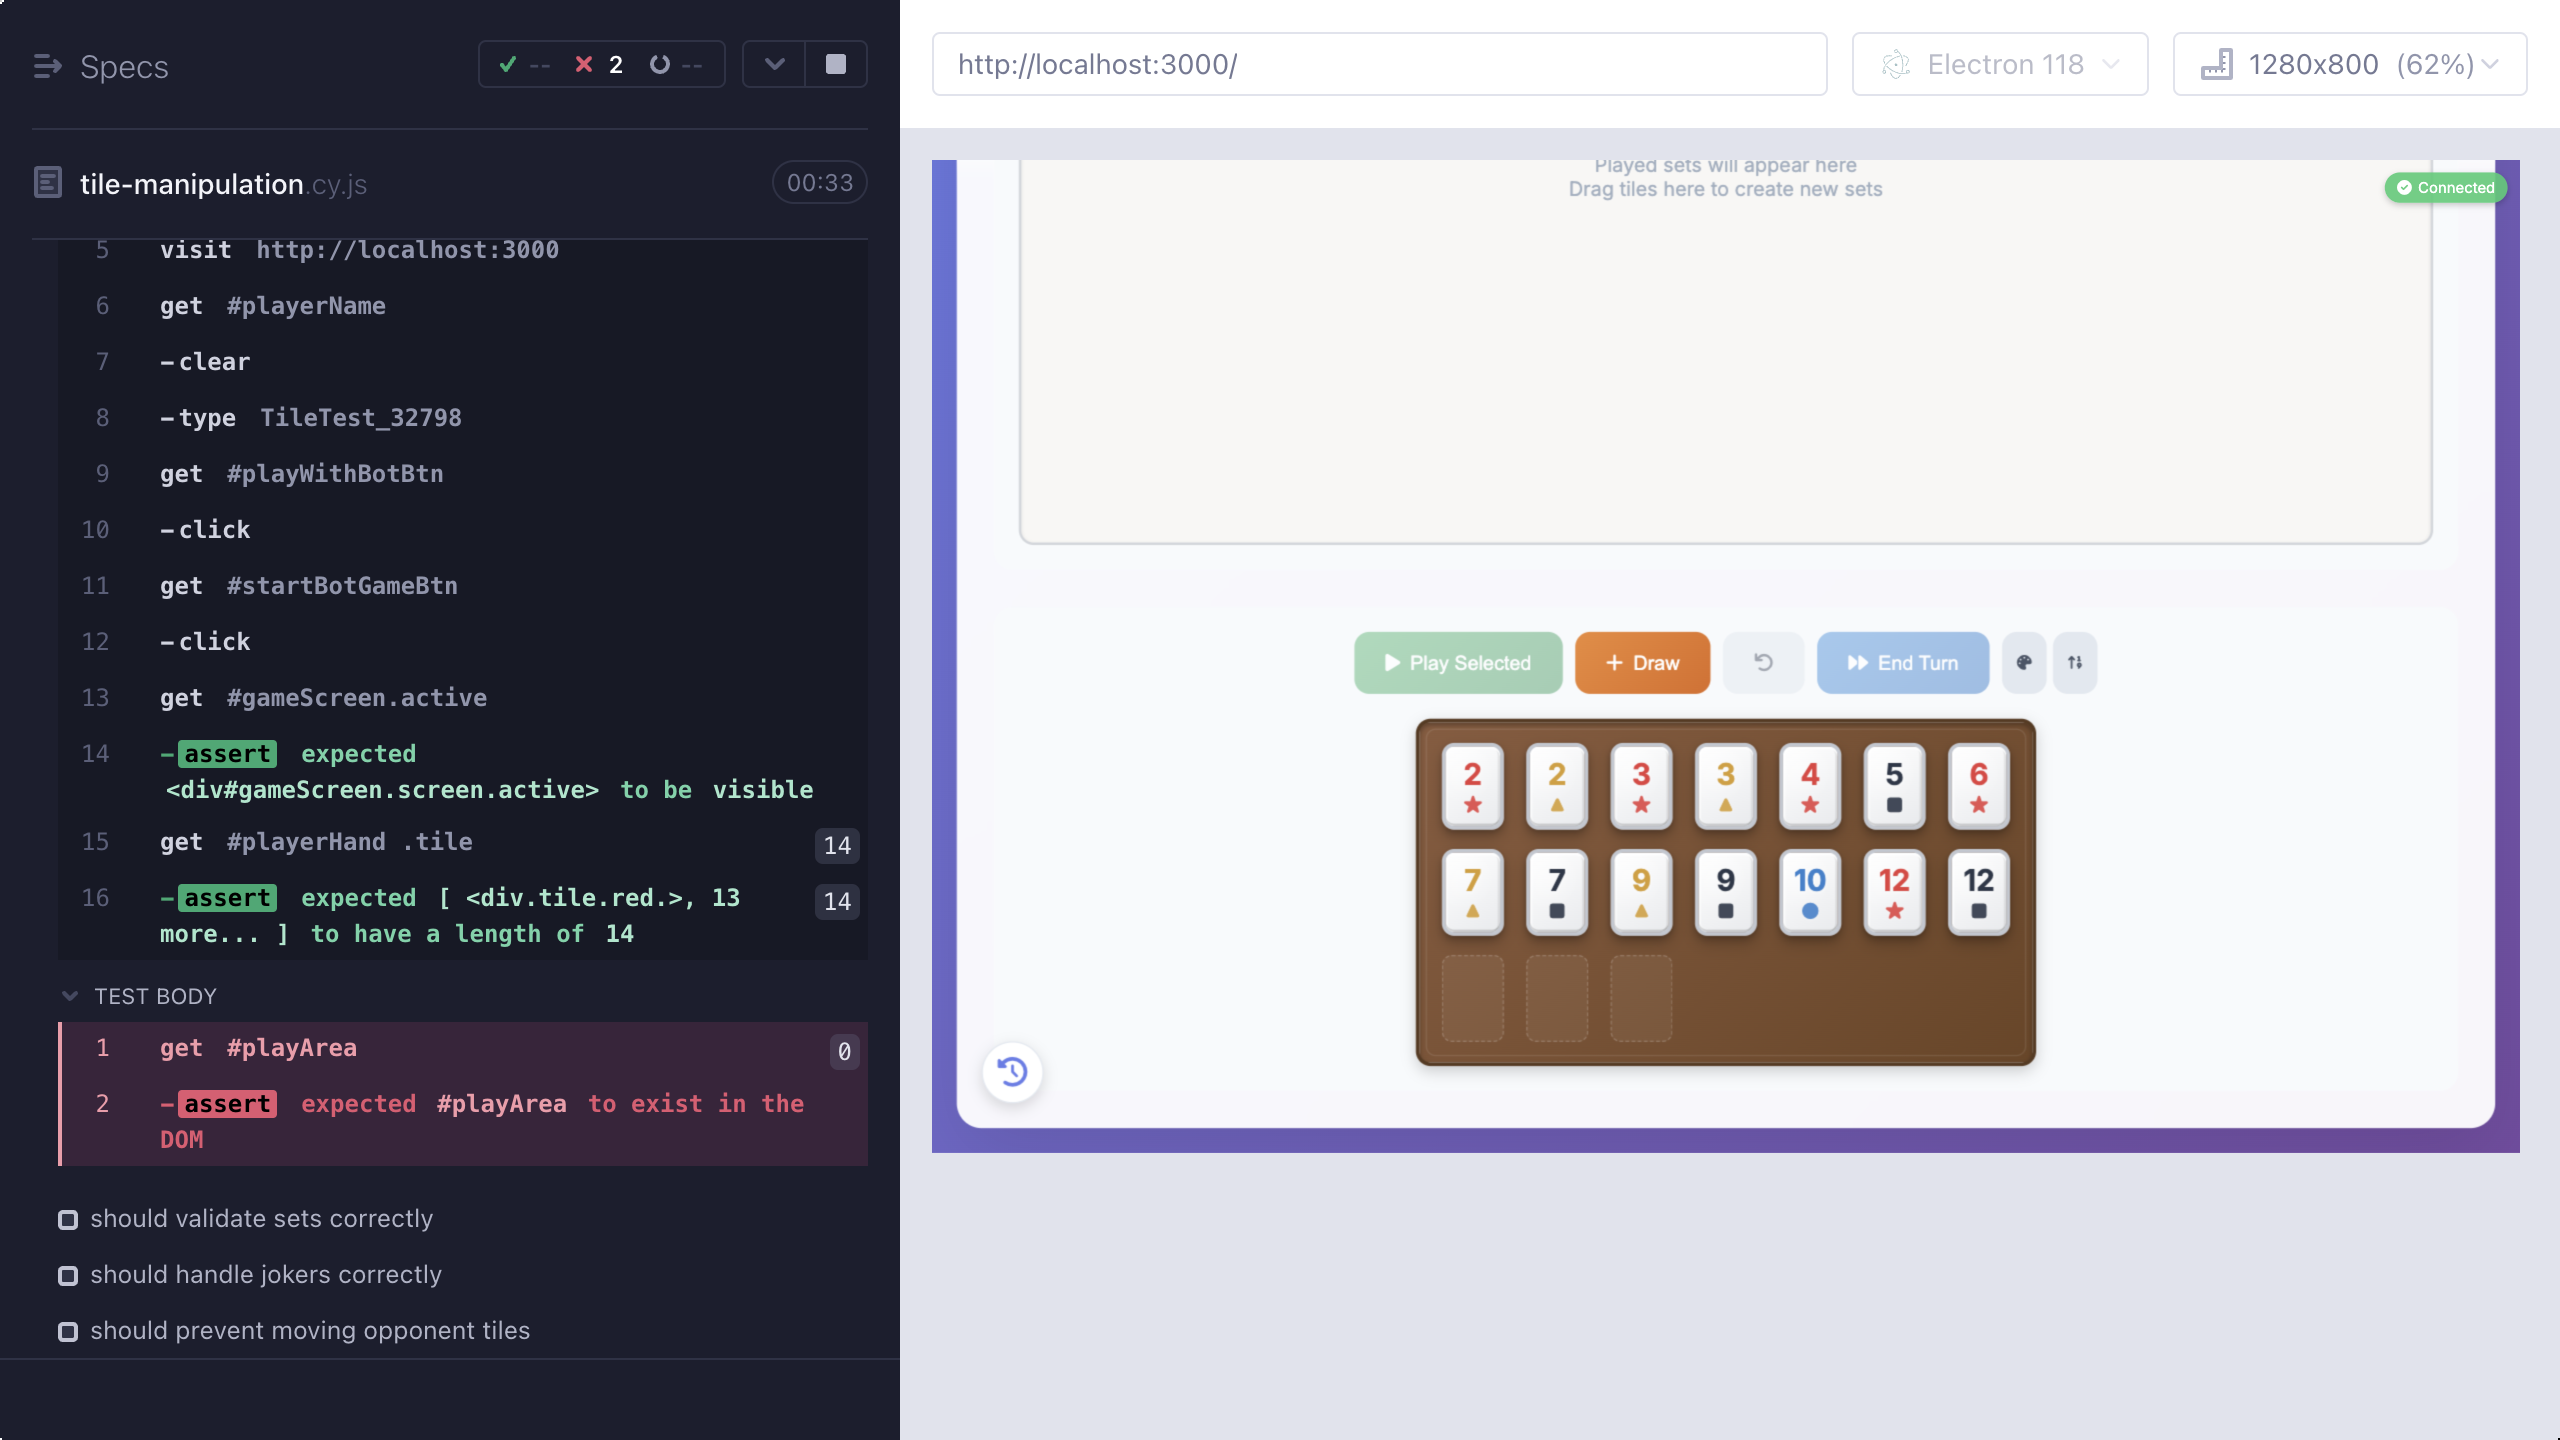 Specs
-- 2 --
tile-manipulation.cy.js 00:33
5 visit http://localhost:3000
6 get #playerName
7 -clear
8 -type TileTest_32798
9 get #playWithBotBtn
10 -click
11 get #startBotGameBtn
12 -click
13 get #gameScreen.active
14 -assert expected
<div#gameScreen.screen.active> to be visible
15 get #playerHand .tile 14
16 -assert expected [ <div.tile.red.>, 13 14
more... ] to have a length of 14
TEST BODY
1 get #playArea 0
2 -assert expected #playArea to exist in the
DOM
should validate sets correctly
should handle jokers correctly
should prevent moving opponent tiles
http://localhost:3000/ Electron 118 1280x800 (62%)
Played sets will appear here
Drag tiles here to create new sets
Connected
Play Selected + Draw End Turn
2 2 3 3 4 5 6
7 7 9 9 10 12 12